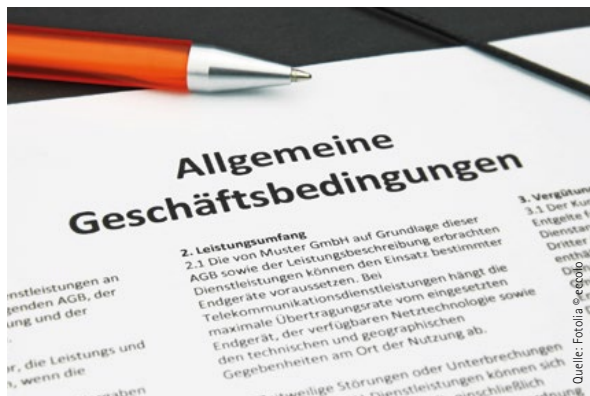 Allgemeine
Geschäftsbedingungen
nstleistungen an
genden AGB, der
ung und der
r, die Leistungs und
n, wenn die
2. Leistungsumfang
2.1 Die von Muster GmbH auf Grundlage dieser
AGB sowie der Leistungsbeschreibung erbrachten
Dienstleistungen können den Einsatz bestimmter
Endgeräte voraussetzen. Bei
Telekommunikationsdienstleistungen hängt die
maximale Übertragungsrate vom eingesetzten
Endgerät, der verfügbaren Netztechnologie sowie
den technischen und geographischen
Gegebenheiten am Ort der Nutzung ab.
Störungen oder Unterbrechungen
Dienstleistungen können sich
einschließlich
3. Vergütun
3.1 Der Kun
Entgelte f
Dienstan
Dritter
enthä
Quelle: Fotolia © eccolo